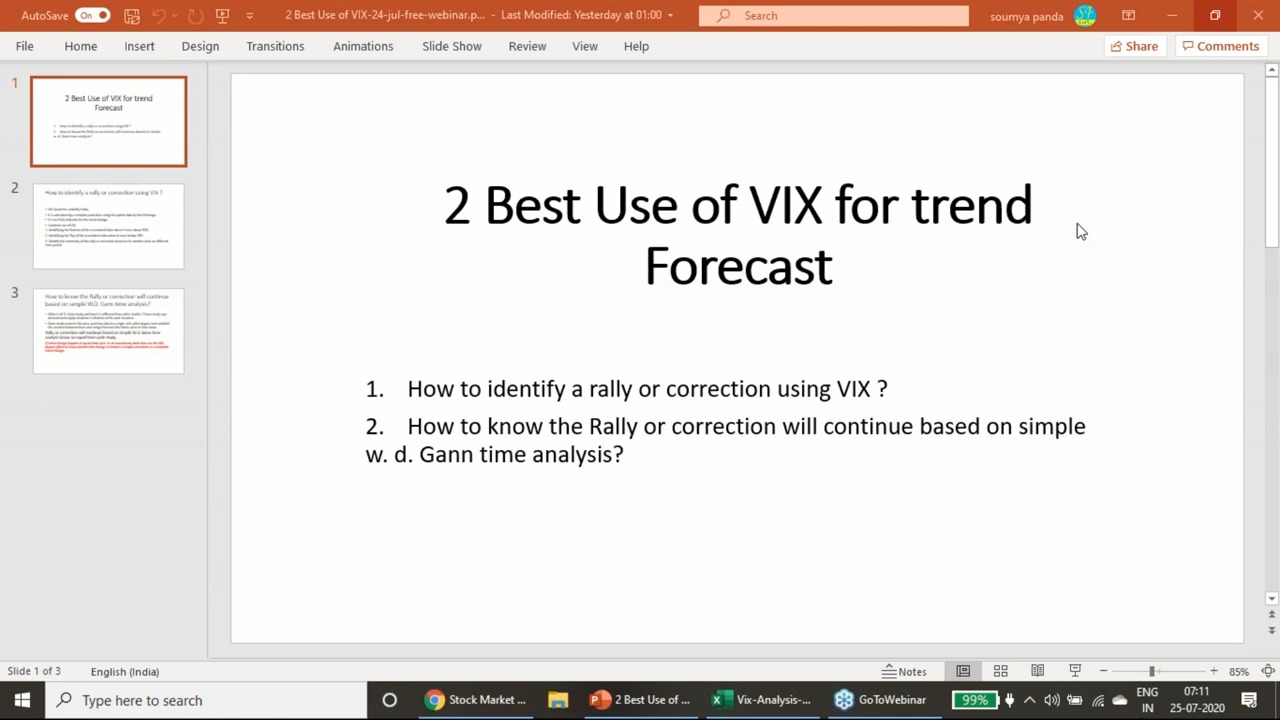 AutoSave On 2 Best Use of VIX-24-jul-free-webinar.p... - Last Modified: Yesterday at 01:00 Search soumya panda
File Home Insert Design Transitions Animations Slide Show Review View Help Share Comments
1
2 Best Use of VIX for trend
Forecast
1. How to identify a rally or correction using VIX ?
2. How to know the Rally or correction will continue based on simple
w. d. Gann time analysis?
2
How to identify a rally or correction using VIX ?
3
How to know the Rally or correction will continue
based on simple W.D. Gann time analysis?
2 Best Use of VIX for trend
Forecast
1. How to identify a rally or correction using VIX ?
2. How to know the Rally or correction will continue based on simple
w. d. Gann time analysis?
Slide 1 of 3 English (India) Notes 85%
Type here to search Stock Market ... 2 Best Use of ... Vix-Analysis-... GoToWebinar 99% ENG 07:11
IN 25-07-2020